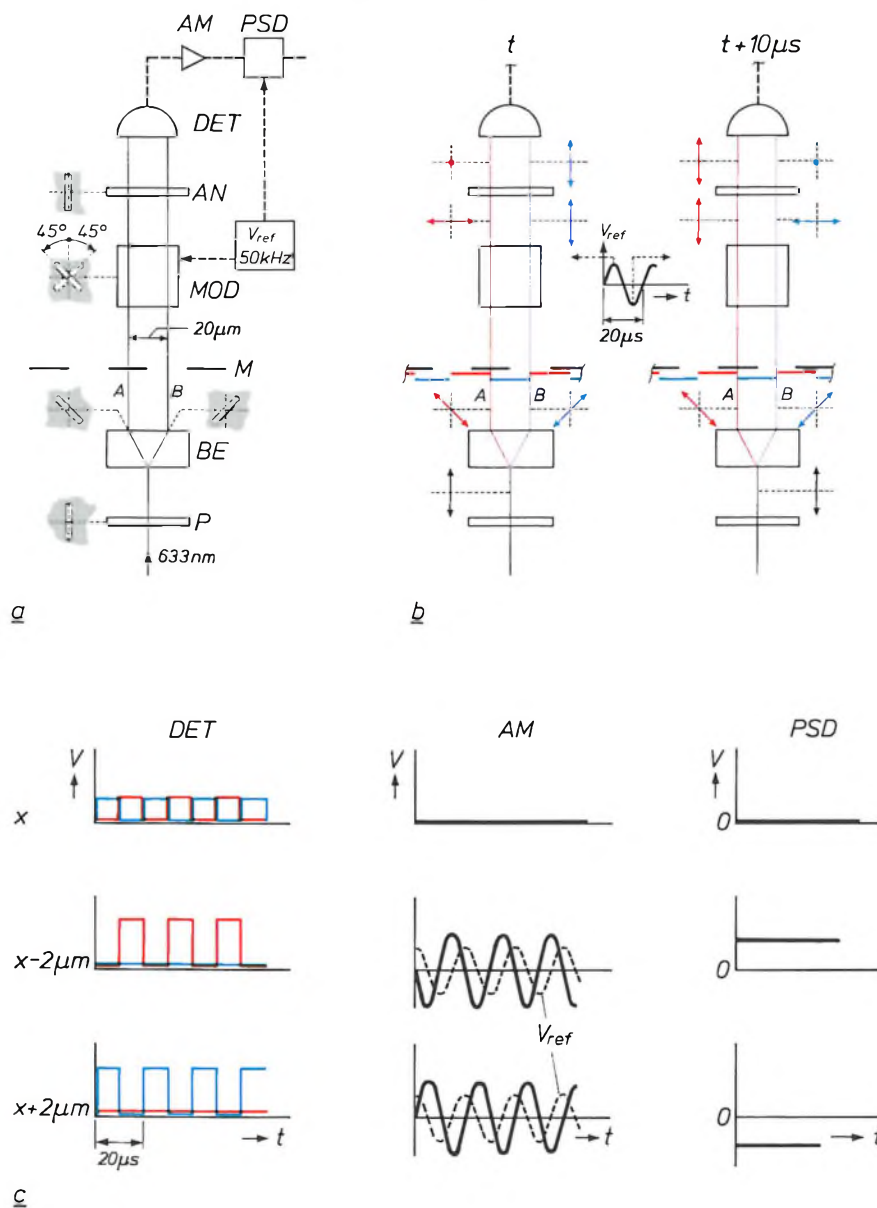 AM PSD
DET
AN
45° 45°
V_ref
50kHz
MOD
20µm
M
A B
BE
P
633nm
a
t
t+10µs
V_ref
t
20µs
A B
A B
b
DET
AM
PSD
V
V
V
x
0
x-2µm
0
V_ref
x+2µm
0
t
t
t
20µs
c